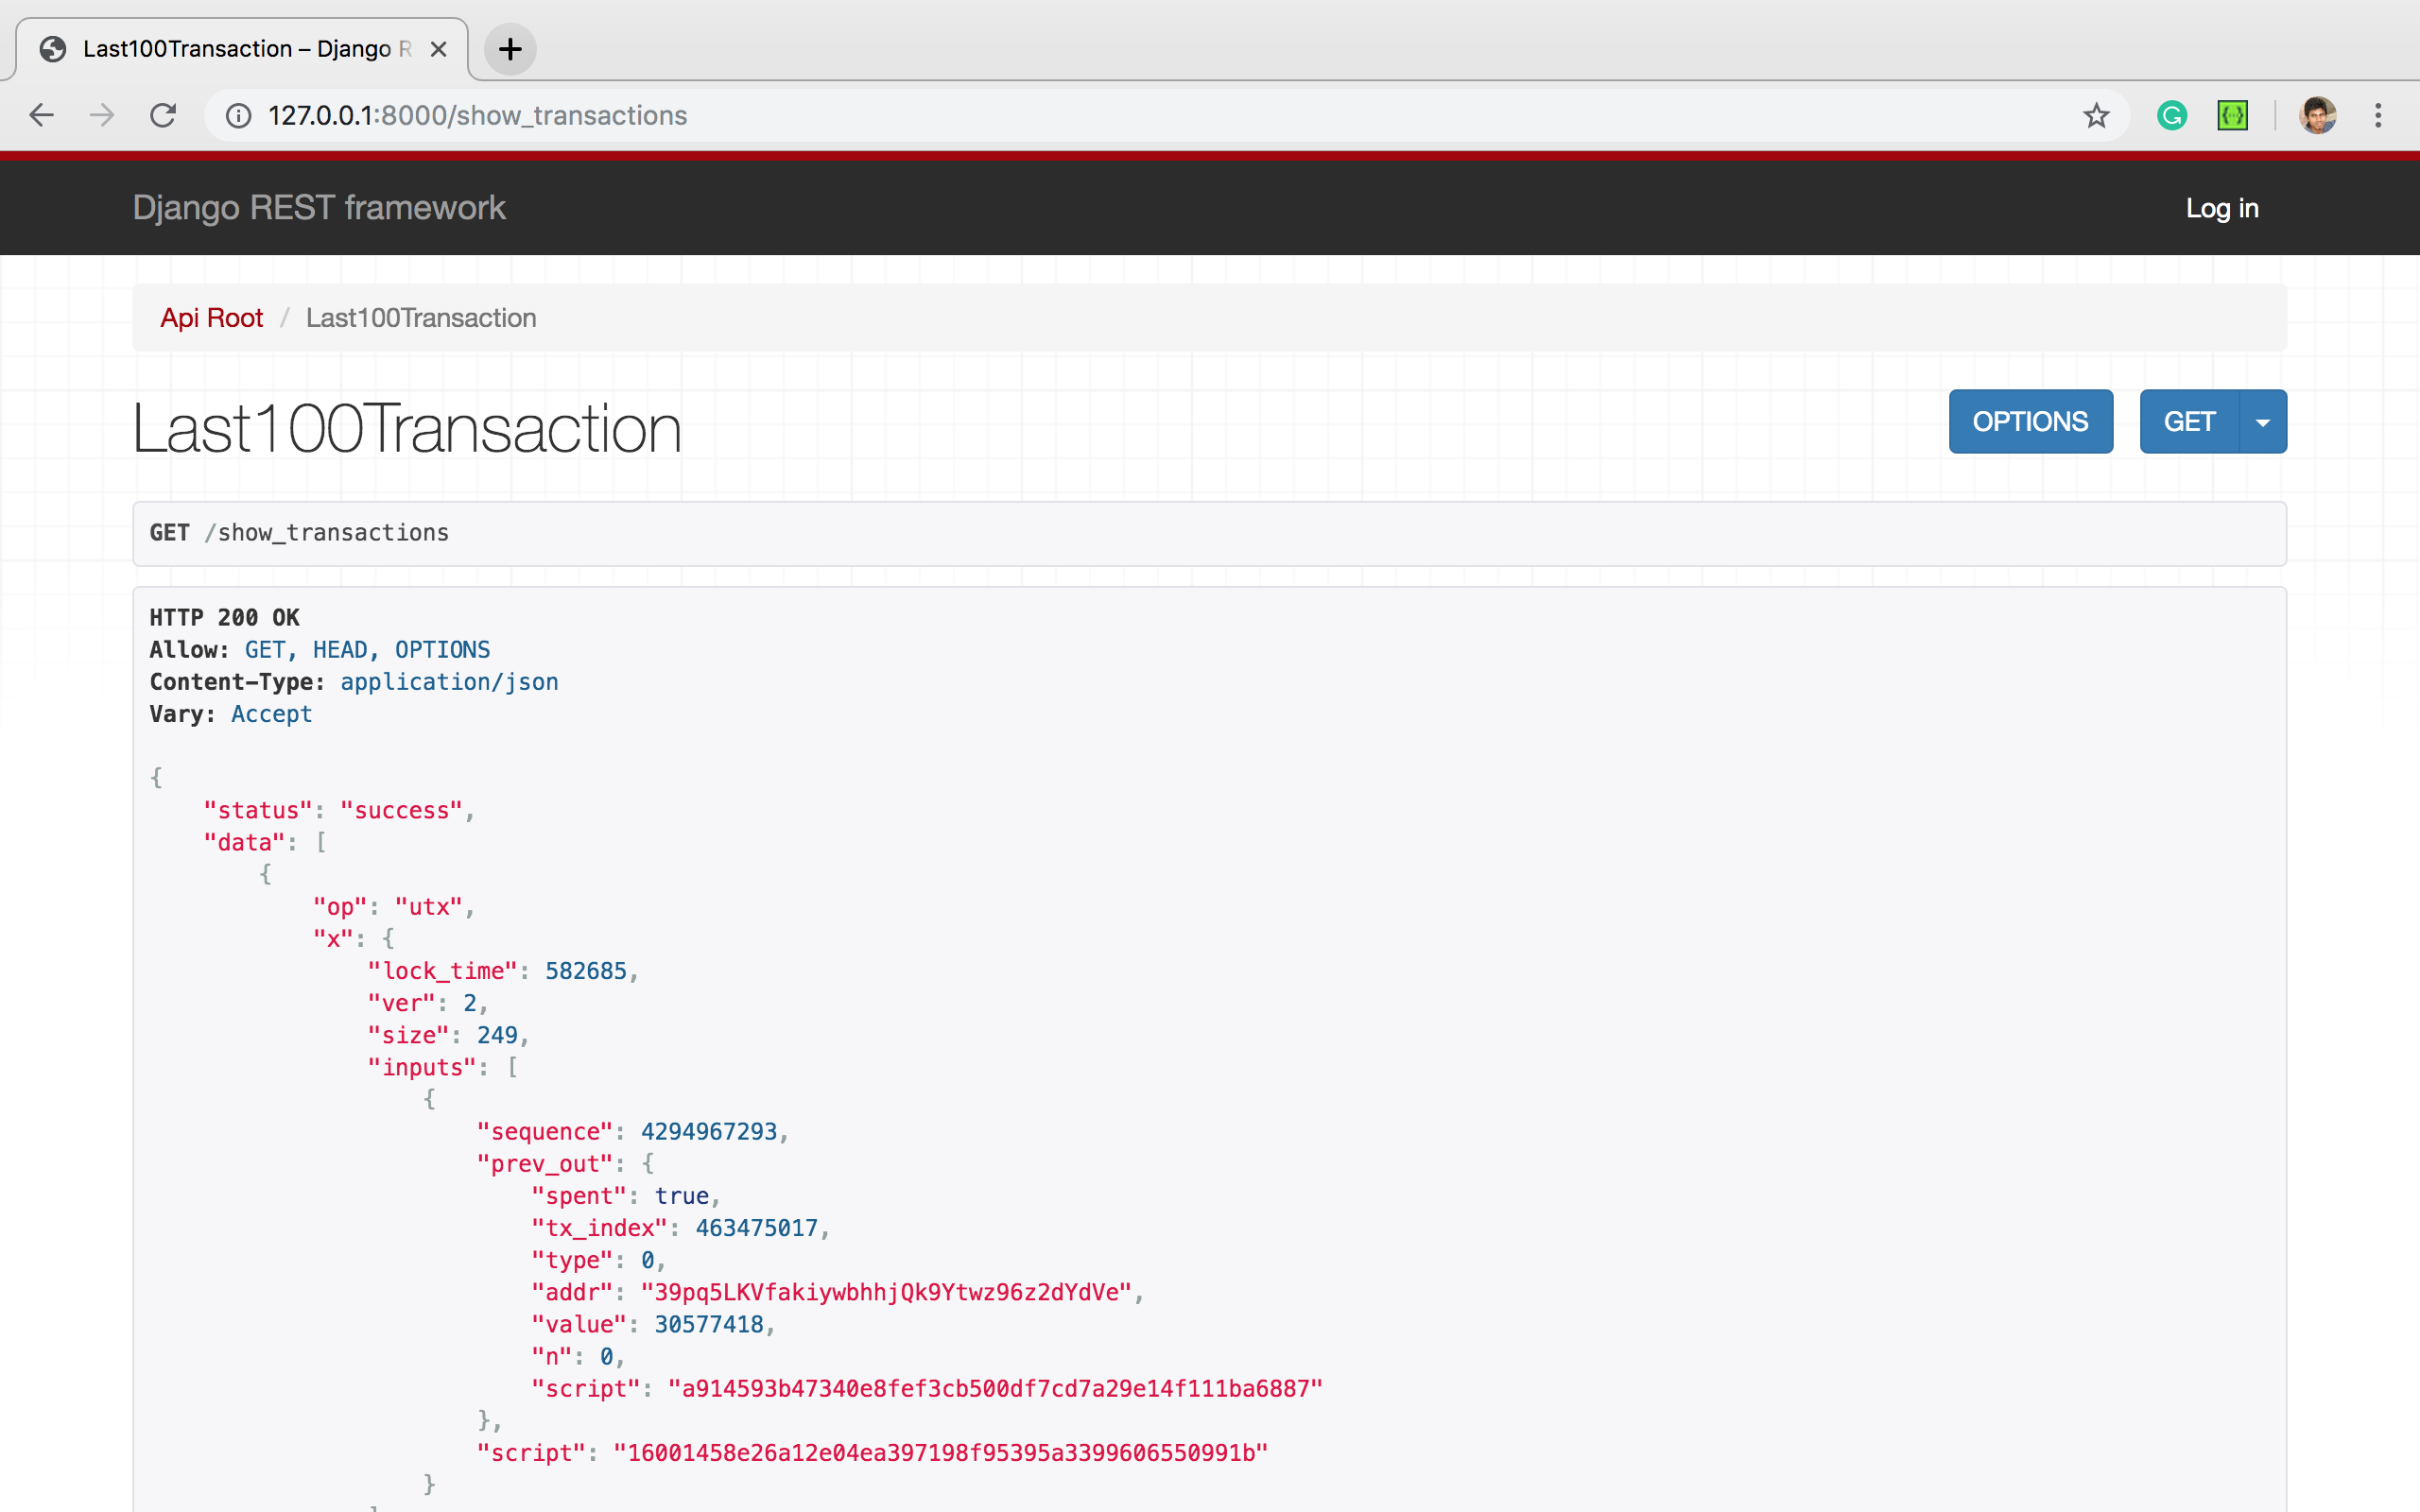 Last100Transaction – Django R
127.0.0.1:8000/show_transactions
Django REST framework
Log in
Api Root / Last100Transaction
Last100Transaction
OPTIONS
GET
GET /show_transactions
HTTP 200 OK
Allow: GET, HEAD, OPTIONS
Content-Type: application/json
Vary: Accept
{
"status": "success",
"data": [
{
"op": "utx",
"x": {
"lock_time": 582685,
"ver": 2,
"size": 249,
"inputs": [
{
"sequence": 4294967293,
"prev_out": {
"spent": true,
"tx_index": 463475017,
"type": 0,
"addr": "39pq5LKVfakiywbhhjQk9Ytwz96z2dYdVe",
"value": 30577418,
"n": 0,
"script": "a914593b47340e8fef3cb500df7cd7a29e14f111ba6887"
},
"script": "16001458e26a12e04ea397198f95395a3399606550991b"
}